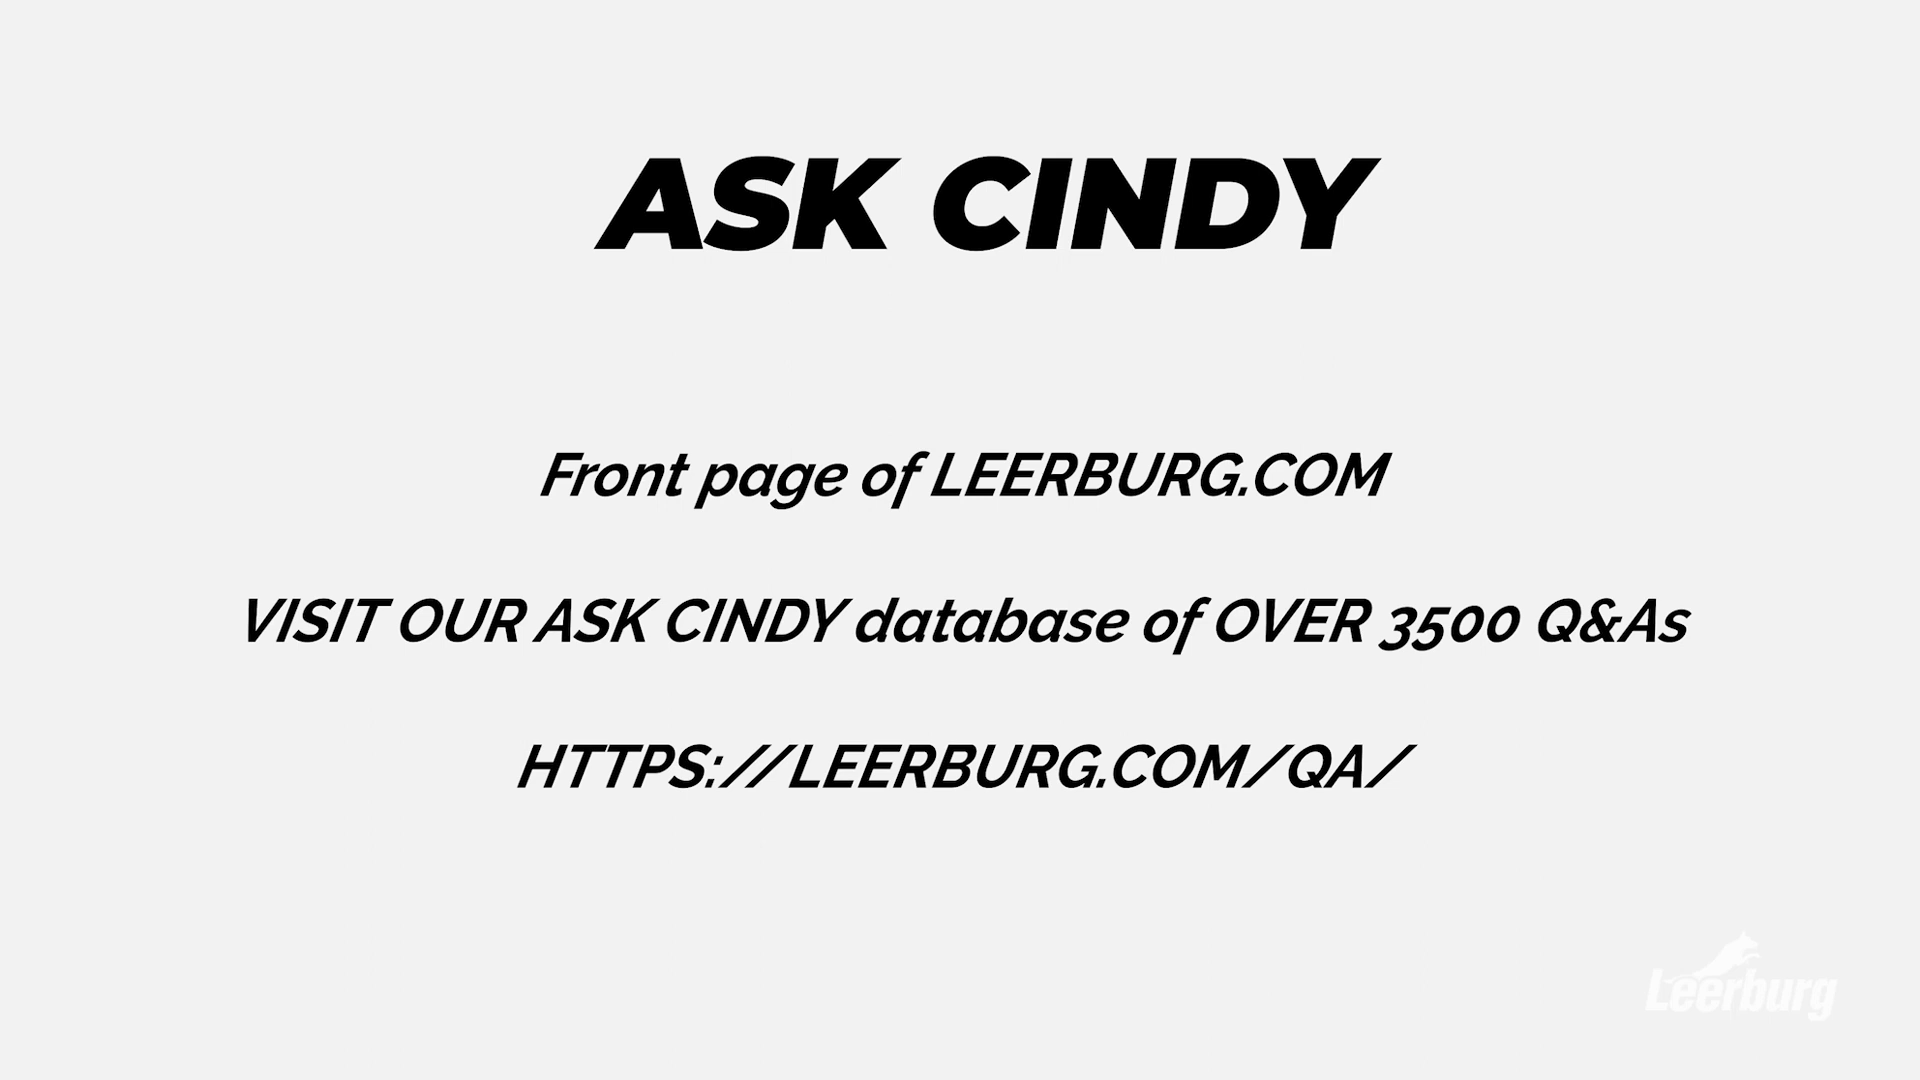 ASK CINDY
Front page of LEERBURG.COM
VISIT OUR ASK CINDY database of OVER 3500 Q&As
HTTPS://LEERBURG.COM/QA/
Leerburg